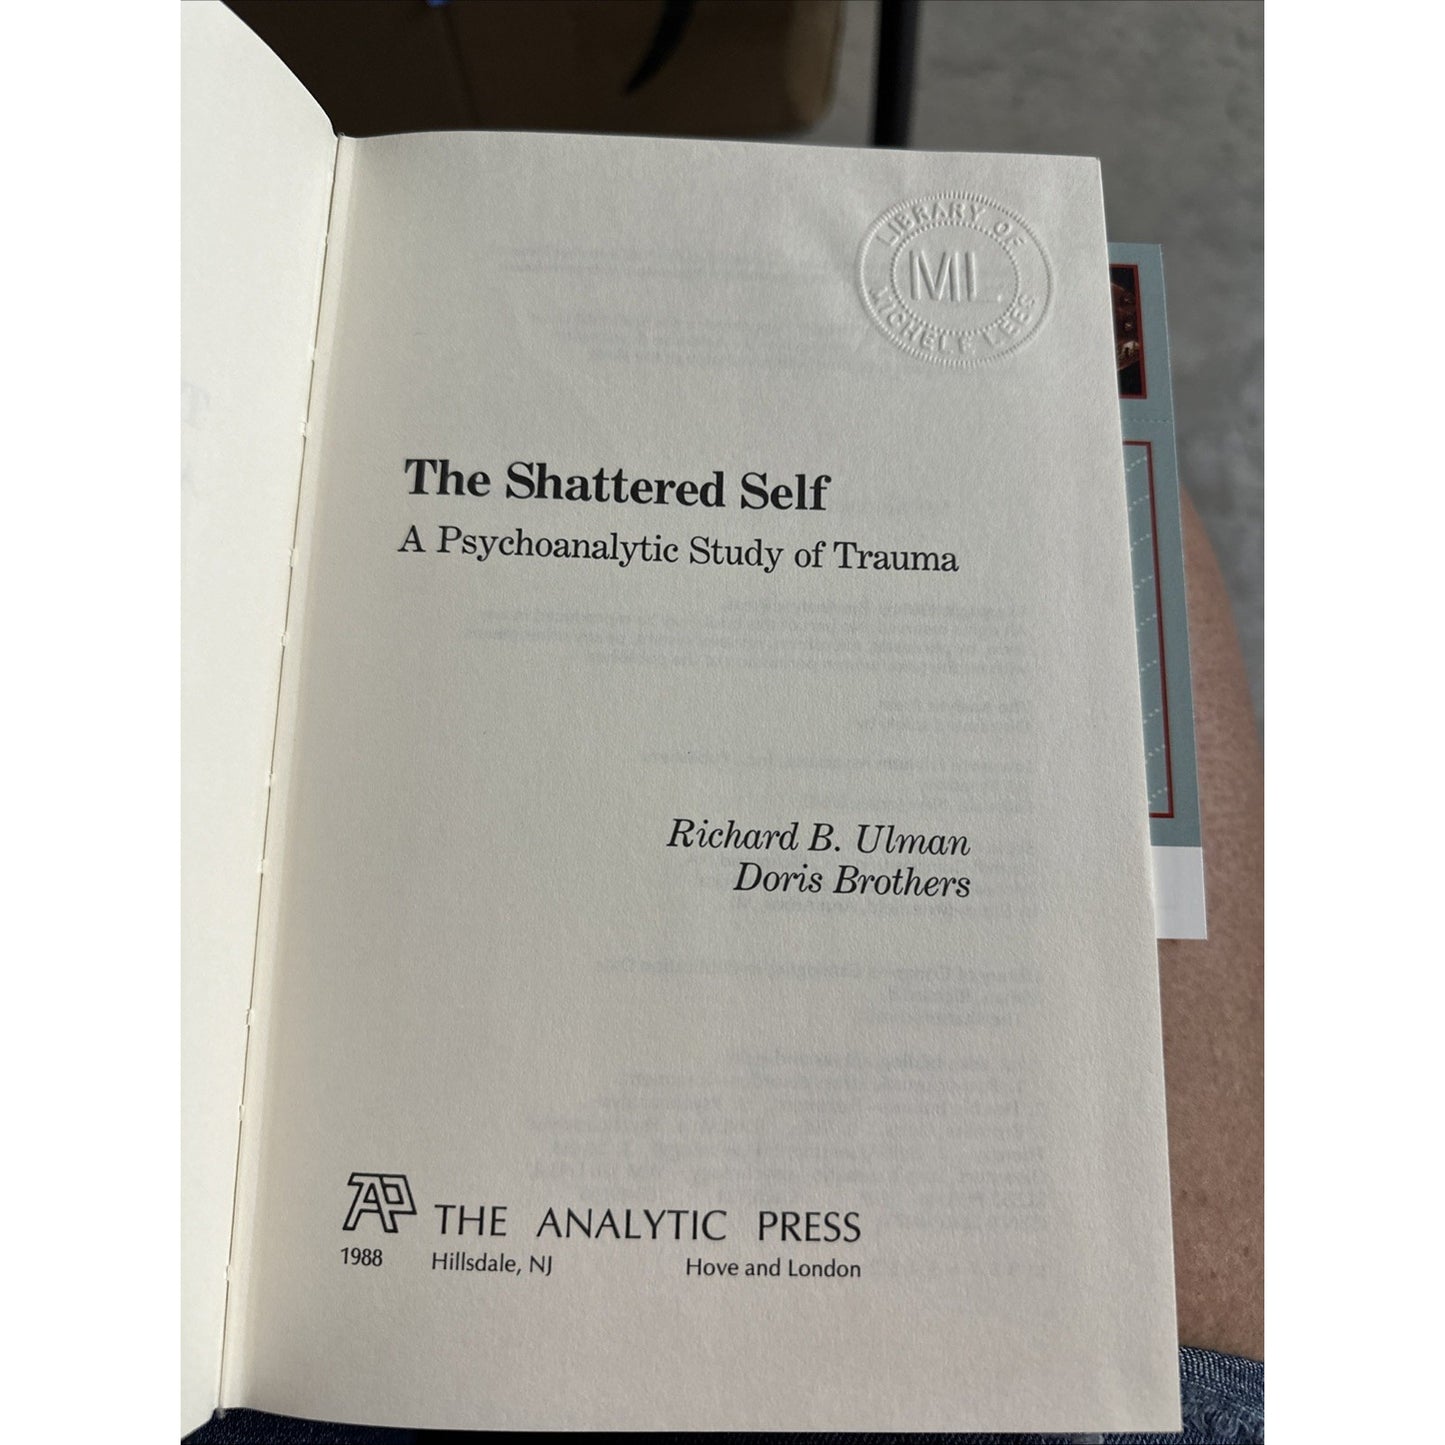 LIBRARY OF
ML
MICHELE LEES
The Shattered Self
A Psychoanalytic Study of Trauma
Richard B. Ulman
Doris Brothers
TAP THE ANALYTIC PRESS
1988 Hillsdale, NJ Hove and London